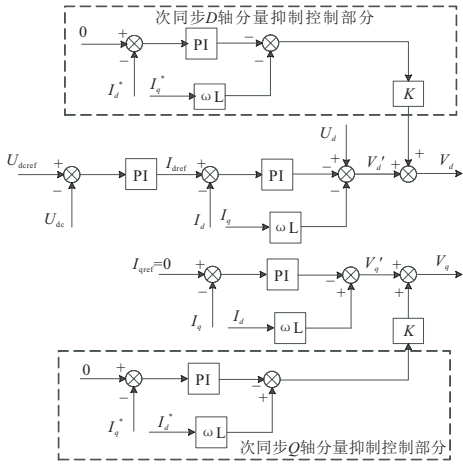 次同步D轴分量抑制控制部分
0 + − PI − −
I_d^* I_q^* ωL
K
U_d
U_dcref + − PI I_dref + − PI − + − V_d′ + + V_d
U_dc
I_d I_q ωL
I_qref=0 + − PI − + V_q′ + + V_q
I_q I_d ωL
K
0 + − PI − +
I_q^* I_d^* ωL
次同步Q轴分量抑制控制部分